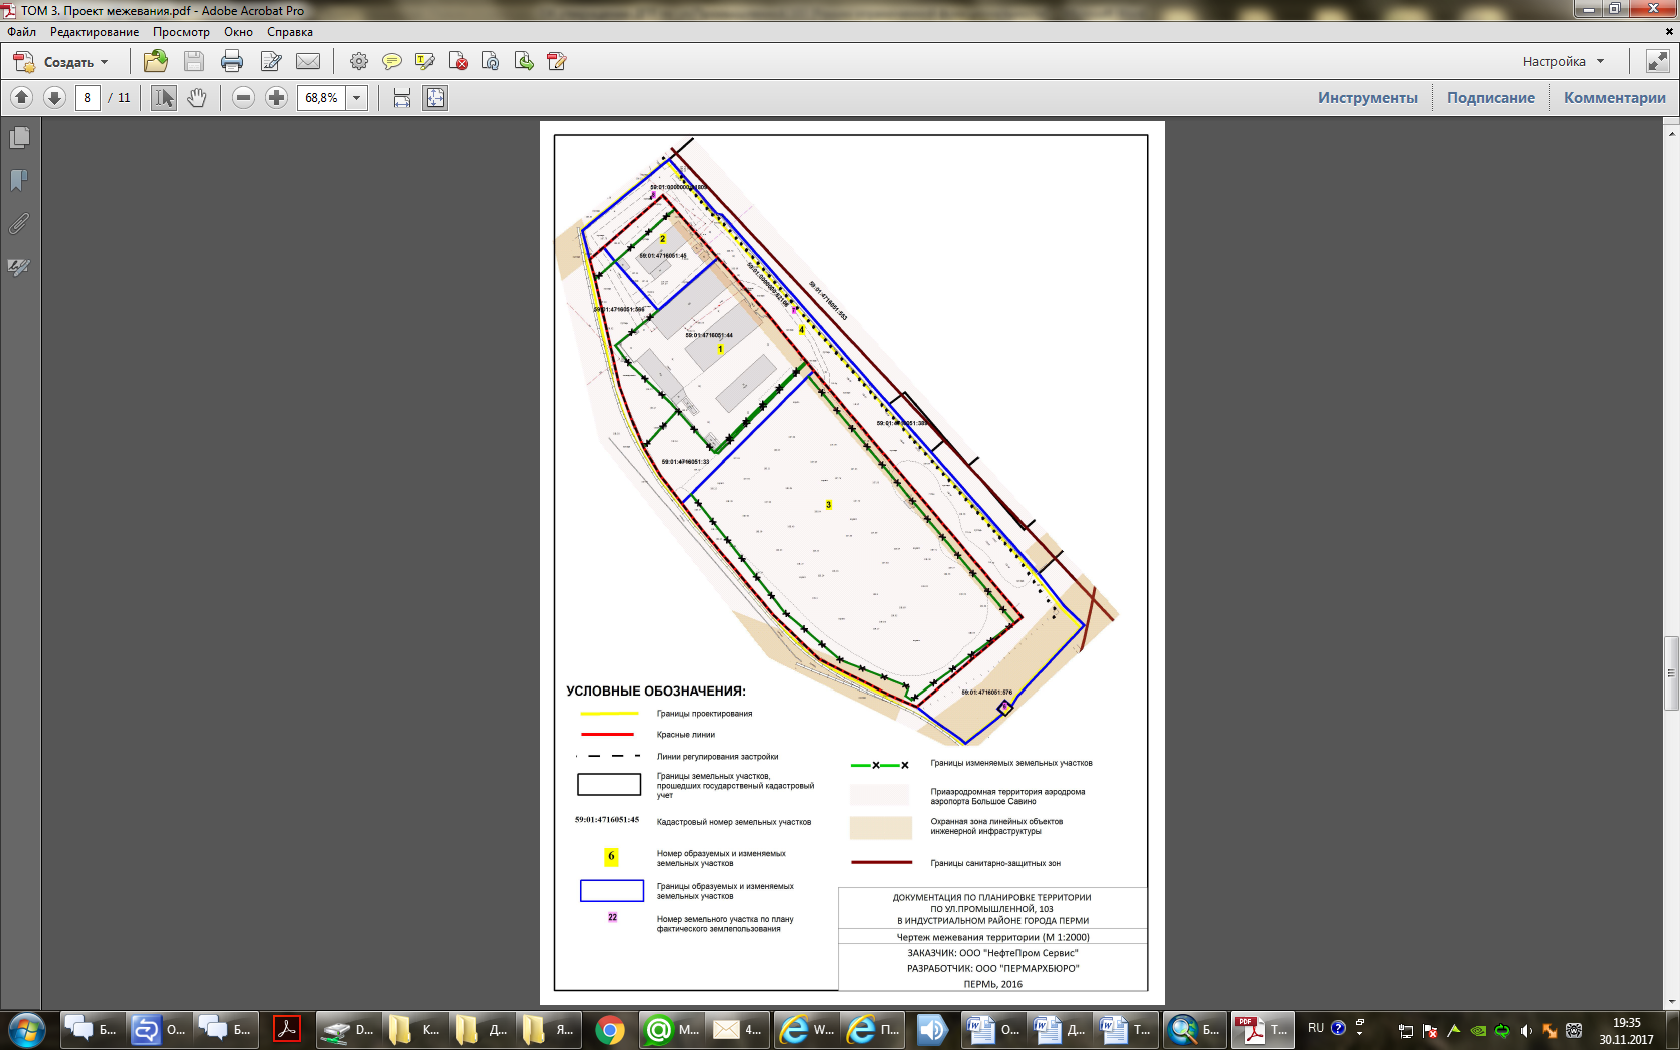 ТОМ 3. Проект межевания.pdf - Adobe Acrobat Pro
Файл Редактирование Просмотр Окно Справка
Создать
Настройка
8 / 11
68,8%
Инструменты Подписание Комментарии
2
59:01:4716051:45
59:01:4716051:44
1
4
3
59:01:4716051:33
59:01:4716051:576
УСЛОВНЫЕ ОБОЗНАЧЕНИЯ:
Границы проектирования
Красные линии
Линии регулирования застройки
Границы земельных участков,
прошедших государственый кадастровый
учет
59:01:4716051:45
Кадастровый номер земельных участков
6
Номер образуемых и изменяемых
земельных участков
Границы образуемых и изменяемых
земельных участков
22
Номер земельного участка по плану
фактического землепользования
Границы изменяемых земельных участков
Приаэродромная территория аэродрома
аэропорта Большое Савино
Охранная зона линейных объектов
инженерной инфраструктуры
Границы санитарно-защитных зон
ДОКУМЕНТАЦИЯ ПО ПЛАНИРОВКЕ ТЕРРИТОРИИ
ПО УЛ.ПРОМЫШЛЕННОЙ, 103
В ИНДУСТРИАЛЬНОМ РАЙОНЕ ГОРОДА ПЕРМИ
Чертеж межевания территории (М 1:2000)
ЗАКАЗЧИК: ООО "НефтеПром Сервис"
РАЗРАБОТЧИК: ООО "ПЕРМАРХБЮРО"
ПЕРМЬ, 2016
Б... О... Б... D... К... Д... Я... М... 4... W... П... О... Д... Т... Б... Т...
RU
19:35
30.11.2017